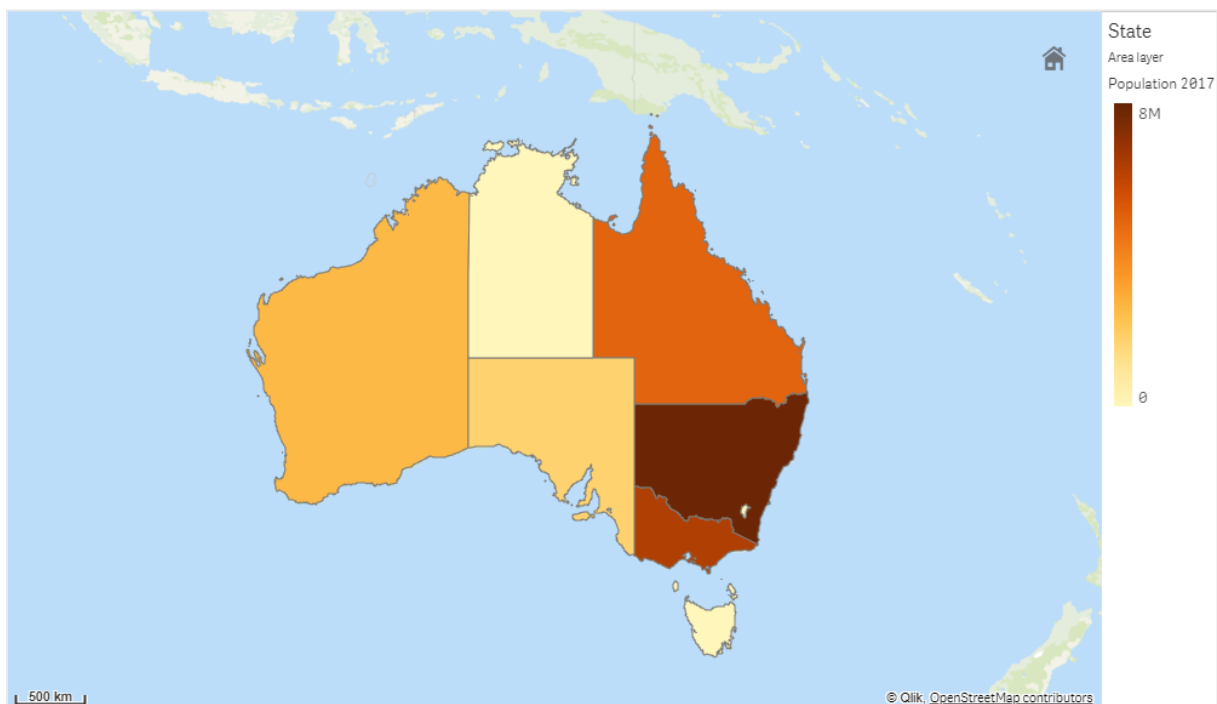 State
Area layer
Population 2017
8M
0
500 km
© Qlik, OpenStreetMap contributors